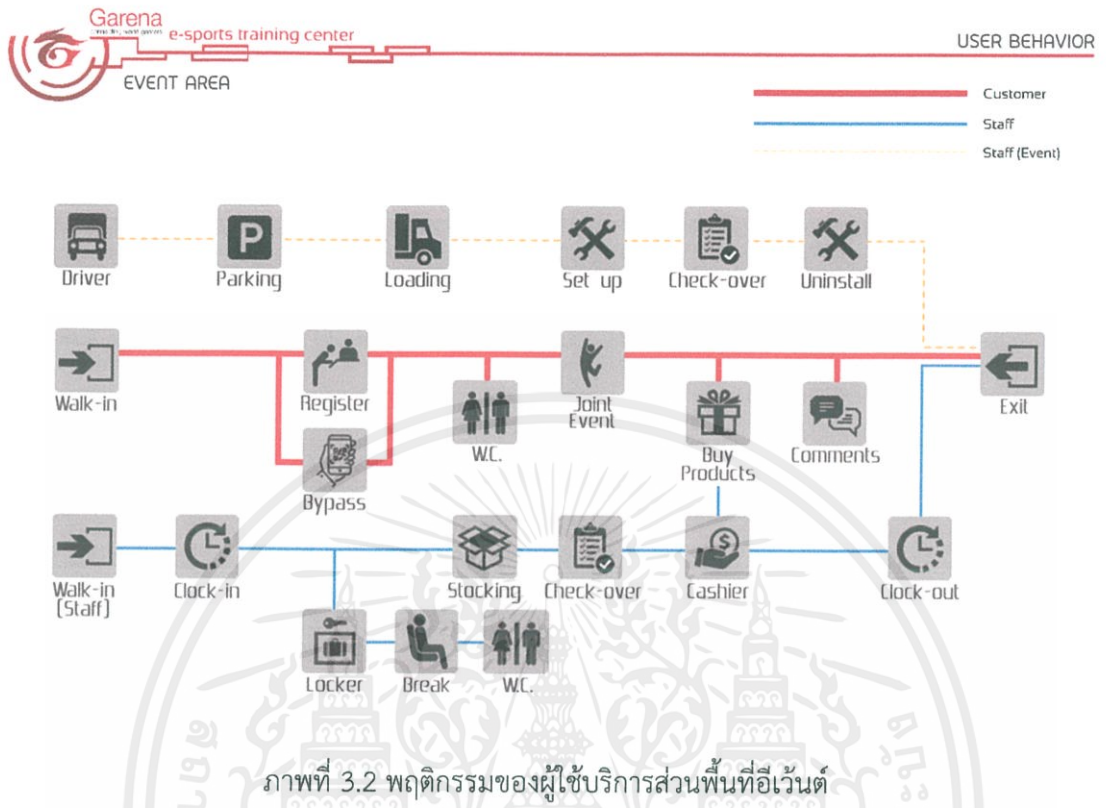 Garena
e-sports training center
USER BEHAVIOR
EVENT AREA
Customer
Staff
Staff (Event)
Driver
Parking
Loading
Set up
Check-over
Uninstall
Walk-in
Register
W.C.
Joint
Event
Buy
Products
Comments
Exit
Bypass
Walk-in
(Staff)
Clock-in
Stocking
Check-over
Cashier
Clock-out
Locker
Break
W.C.
ภาพที่ 3.2 พฤติกรรมของผู้ใช้บริการส่วนพื้นที่อีเว้นต์